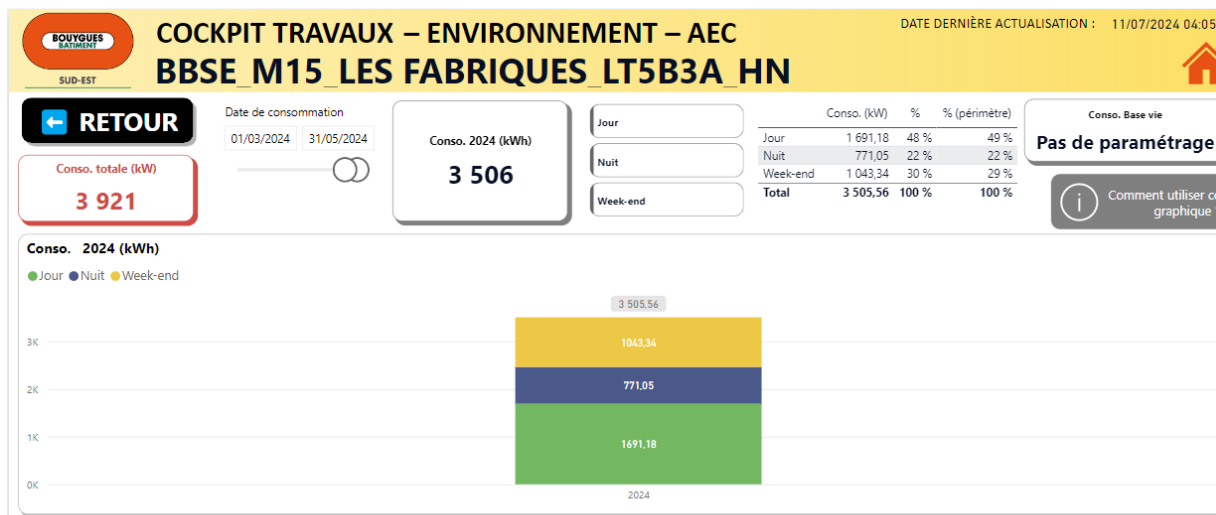 BOUYGUES
BATIMENT
SUD-EST
COCKPIT TRAVAUX – ENVIRONNEMENT – AEC
BBSE_M15_LES FABRIQUES_LT5B3A_HN
DATE DERNIÈRE ACTUALISATION : 11/07/2024 04:05
RETOUR
Conso. totale (kW)
3 921
Date de consommation
01/03/2024 31/05/2024
Conso. 2024 (kWh)
3 506
Jour
Nuit
Week-end
Conso. (kW) % % (périmètre)
Jour 1 691,18 48 % 49 %
Nuit 771,05 22 % 22 %
Week-end 1 043,34 30 % 29 %
Total 3 505,56 100 % 100 %
Conso. Base vie
Pas de paramétrage
i
Comment utiliser c
graphique
Conso. 2024 (kWh)
Jour Nuit Week-end
3 505,56
3K
1043,34
2K
771,05
1K
1691,18
0K
2024